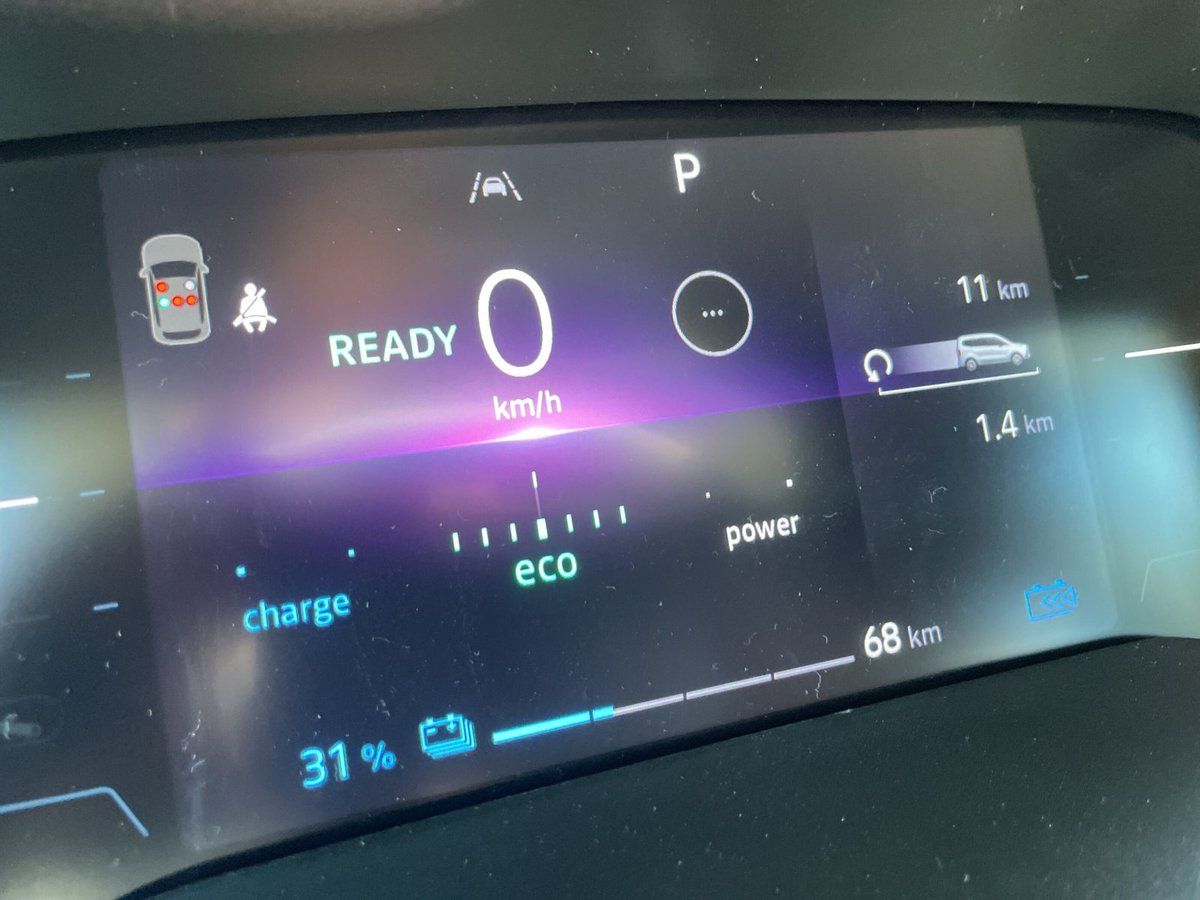 P
11 km
READY
0
...
km/h
1.4 km
power
eco
charge
68 km
31 %